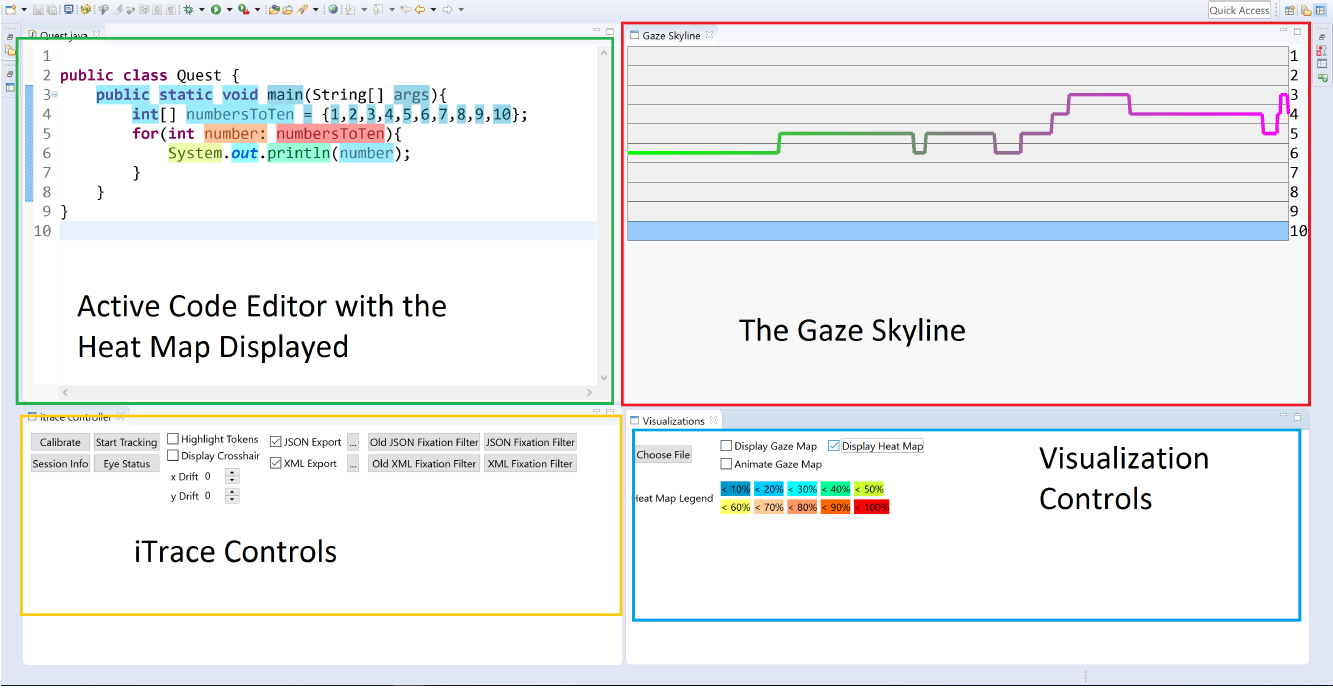 Quick Access
Quest.java
1
2 public class Quest {
3 public static void main(String[] args){
4 int[] numbersToTen = {1,2,3,4,5,6,7,8,9,10};
5 for(int number: numbersToTen){
6 System.out.println(number);
7 }
8 }
9 }
10
Active Code Editor with the
Heat Map Displayed
Gaze Skyline
1
2
3
4
5
6
7
8
9
10
The Gaze Skyline
itrace controller
Calibrate Start Tracking Highlight Tokens JSON Export ... Old JSON Fixation Filter JSON Fixation Filter
Display Crosshair
Session Info Eye Status XML Export ... Old XML Fixation Filter XML Fixation Filter
x Drift 0
y Drift 0
iTrace Controls
Visualizations
Choose File Display Gaze Map Display Heat Map
Animate Gaze Map
Heat Map Legend < 10% < 20% < 30% < 40% < 50%
< 60% < 70% < 80% < 90% < 100%
Visualization
Controls